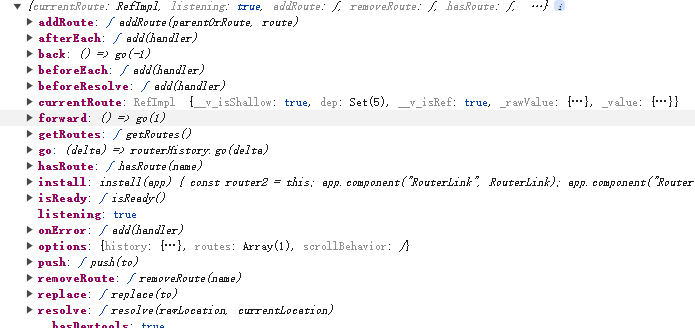 {currentRoute: RefImpl, listening: true, addRoute: ƒ, removeRoute: ƒ, hasRoute: ƒ, …} i
addRoute: ƒ addRoute(parentOrRoute, route)
afterEach: ƒ add(handler)
back: () => go(-1)
beforeEach: ƒ add(handler)
beforeResolve: ƒ add(handler)
currentRoute: RefImpl {__v_isShallow: true, dep: Set(5), __v_isRef: true, _rawValue: {…}, _value: {…}}
forward: () => go(1)
getRoutes: ƒ getRoutes()
go: (delta) => routerHistory.go(delta)
hasRoute: ƒ hasRoute(name)
install: install(app) { const router2 = this; app.component("RouterLink", RouterLink); app.component("Router
isReady: ƒ isReady()
listening: true
onError: ƒ add(handler)
options: {history: {…}, routes: Array(1), scrollBehavior: ƒ}
push: ƒ push(to)
removeRoute: ƒ removeRoute(name)
replace: ƒ replace(to)
resolve: ƒ resolve(rawLocation, currentLocation)
hasDevtools: true